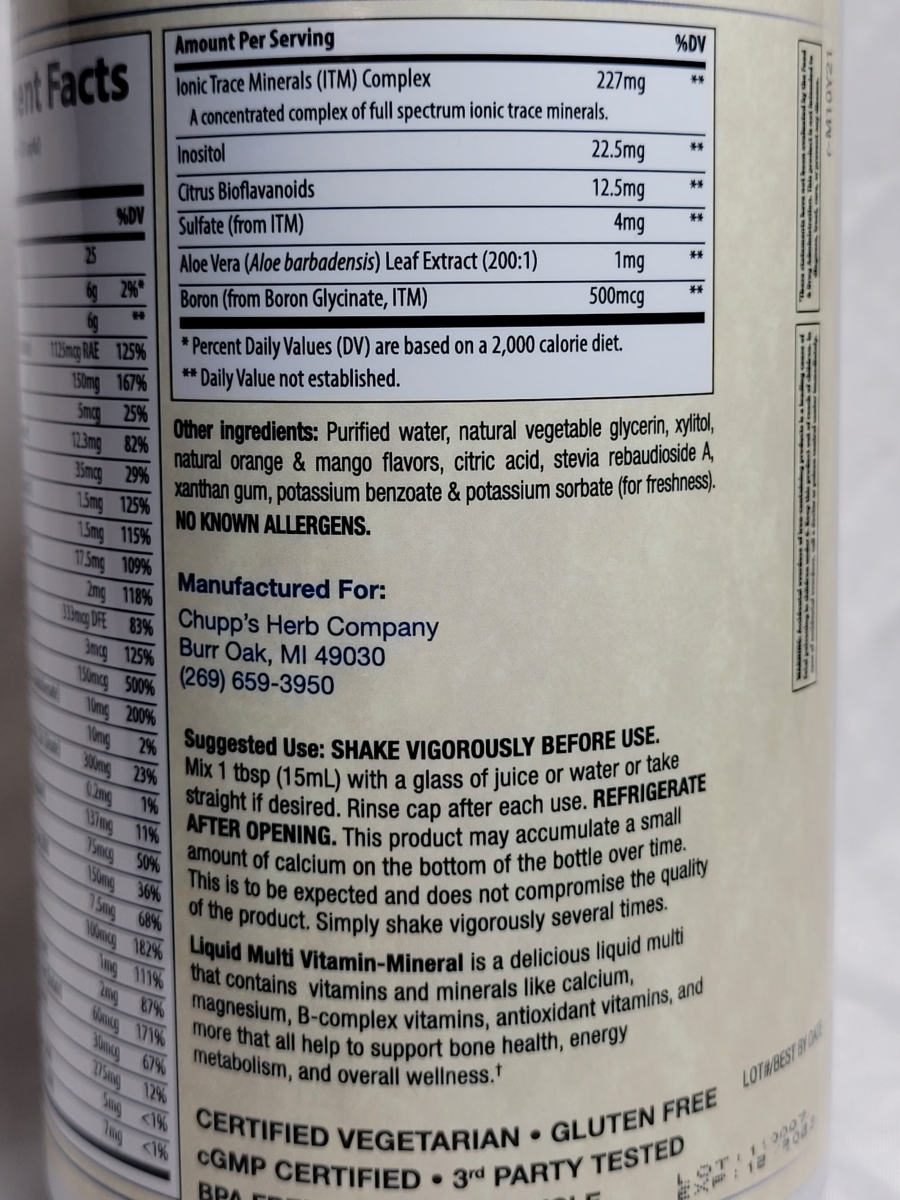 ent Facts
%DV
25
6g 2%*
6g **
1125mcg RAE 125%
150mg 167%
5mcg 25%
12.3mg 82%
35mcg 29%
1.5mg 125%
1.5mg 115%
17.5mg 109%
2mg 118%
333mcg DFE 83%
3mcg 125%
150mcg 500%
10mg 200%
10mg 2%
300mg 23%
0.2mg 1%
137mg 11%
75mcg 50%
150mg 36%
7.5mg 68%
100mcg 182%
1mg 111%
2mg 87%
60mcg 171%
30mcg 67%
275mg 12%
5mg <1%
7mg <1%
Amount Per Serving %DV
Ionic Trace Minerals (ITM) Complex 227mg **
A concentrated complex of full spectrum ionic trace minerals.
Inositol 22.5mg **
Citrus Bioflavanoids 12.5mg **
Sulfate (from ITM) 4mg **
Aloe Vera (Aloe barbadensis) Leaf Extract (200:1) 1mg **
Boron (from Boron Glycinate, ITM) 500mcg **
* Percent Daily Values (DV) are based on a 2,000 calorie diet.
** Daily Value not established.
Other ingredients: Purified water, natural vegetable glycerin, xylitol,
natural orange & mango flavors, citric acid, stevia rebaudioside A,
xanthan gum, potassium benzoate & potassium sorbate (for freshness).
NO KNOWN ALLERGENS.
Manufactured For:
Chupp's Herb Company
Burr Oak, MI 49030
(269) 659-3950
Suggested Use: SHAKE VIGOROUSLY BEFORE USE.
Mix 1 tbsp (15mL) with a glass of juice or water or take
straight if desired. Rinse cap after each use. REFRIGERATE
AFTER OPENING. This product may accumulate a small
amount of calcium on the bottom of the bottle over time.
This is to be expected and does not compromise the quality
of the product. Simply shake vigorously several times.
Liquid Multi Vitamin-Mineral is a delicious liquid multi
that contains vitamins and minerals like calcium,
magnesium, B-complex vitamins, antioxidant vitamins, and
more that all help to support bone health, energy
metabolism, and overall wellness.†
CERTIFIED VEGETARIAN • GLUTEN FREE
cGMP CERTIFIED • 3rd PARTY TESTED
LOT#/BEST BY DATE